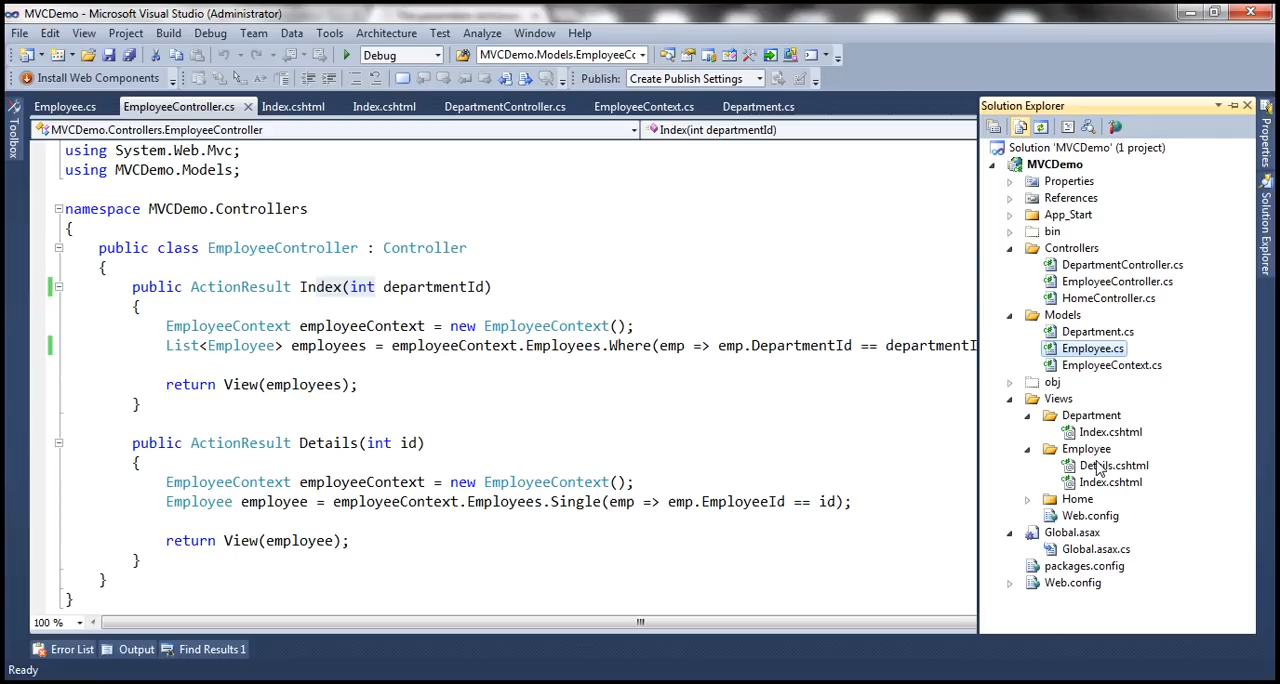 MVCDemo - Microsoft Visual Studio (Administrator)
File Edit View Project Build Debug Team Data Tools Architecture Test Analyze Window Help
Debug MVCDemo.Models.EmployeeCo
Install Web Components Publish: Create Publish Settings
Employee.cs EmployeeController.cs Index.cshtml Index.cshtml DepartmentController.cs EmployeeContext.cs Department.cs
MVCDemo.Controllers.EmployeeController Index(int departmentId)
using System.Web.Mvc;
using MVCDemo.Models;
namespace MVCDemo.Controllers
{
public class EmployeeController : Controller
{
public ActionResult Index(int departmentId)
{
EmployeeContext employeeContext = new EmployeeContext();
List<Employee> employees = employeeContext.Employees.Where(emp => emp.DepartmentId == departmentI
return View(employees);
}
public ActionResult Details(int id)
{
EmployeeContext employeeContext = new EmployeeContext();
Employee employee = employeeContext.Employees.Single(emp => emp.EmployeeId == id);
return View(employee);
}
}
}
100 %
Error List Output Find Results 1
Ready
Toolbox
Solution Explorer
Solution 'MVCDemo' (1 project)
MVCDemo
Properties
References
App_Start
bin
Controllers
DepartmentController.cs
EmployeeController.cs
HomeController.cs
Models
Department.cs
Employee.cs
EmployeeContext.cs
obj
Views
Department
Index.cshtml
Employee
Details.cshtml
Index.cshtml
Home
Web.config
Global.asax
Global.asax.cs
packages.config
Web.config
Properties
Solution Explorer